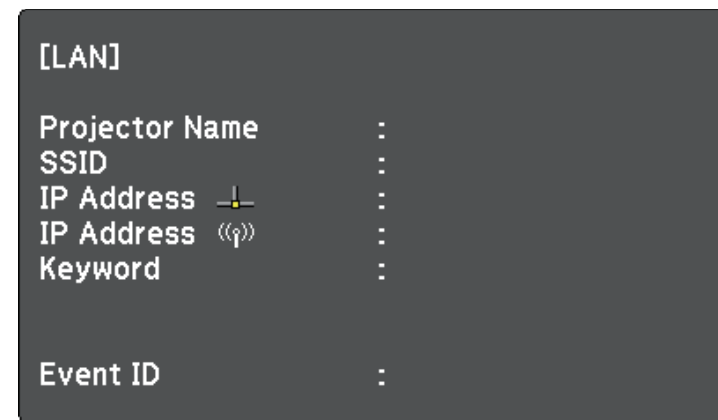 [LAN]
Projector Name :
SSID :
IP Address :
IP Address :
Keyword :
Event ID :